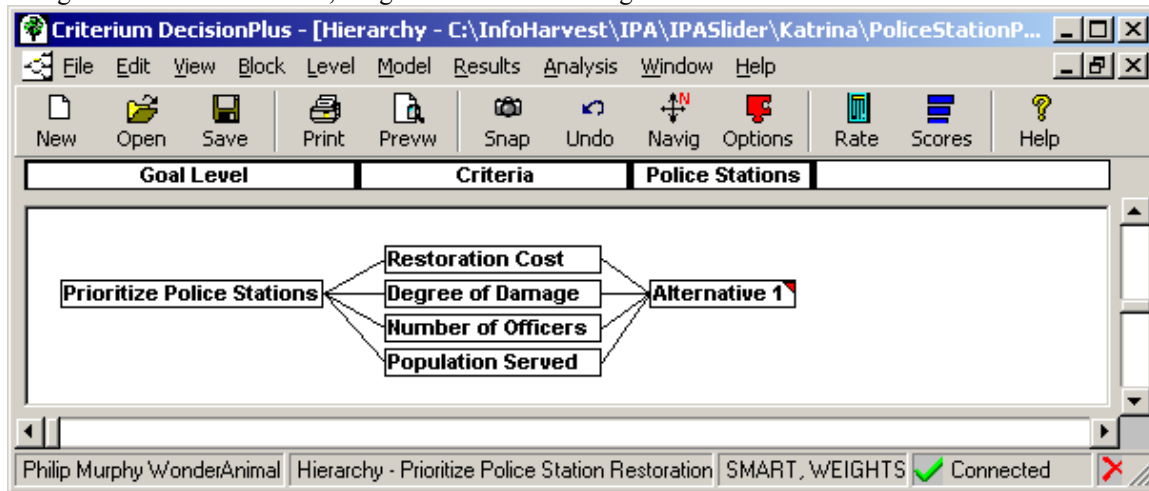 Criterium DecisionPlus - [Hierarchy - C:\InfoHarvest\IPA\IPASlider\Katrina\PoliceStationP...
File Edit View Block Level Model Results Analysis Window Help
New Open Save Print Prevw Snap Undo Navig Options Rate Scores Help
Goal Level Criteria Police Stations
Restoration Cost
Prioritize Police Stations Degree of Damage Alternative 1
Number of Officers
Population Served
Philip Murphy WonderAnimal Hierarchy - Prioritize Police Station Restoration SMART, WEIGHTS Connected